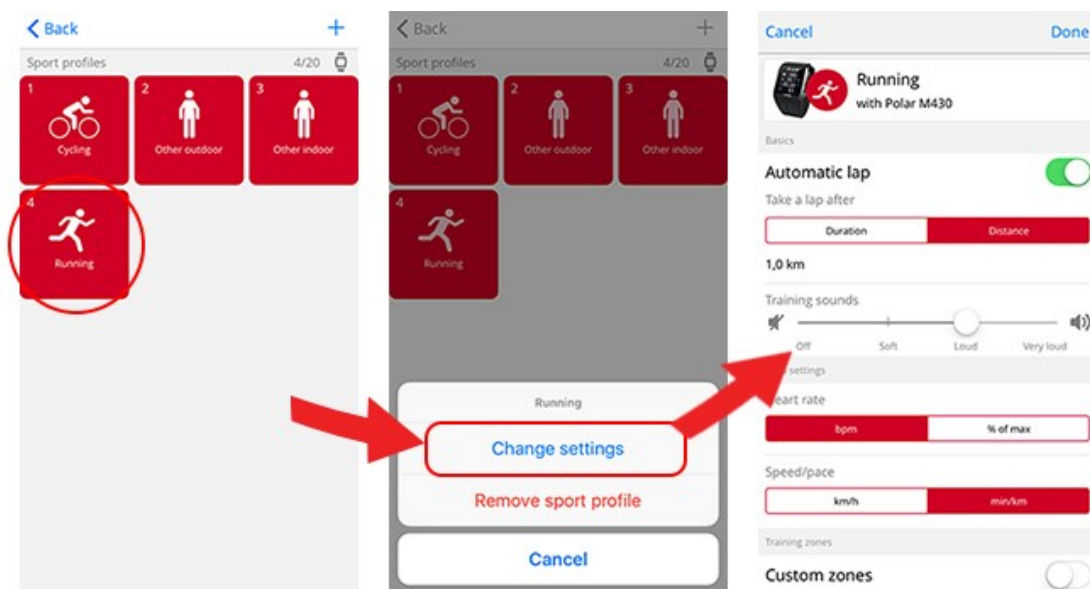 Back +
Sport profiles 4/20
1 2 3
Cycling Other outdoor Other indoor
4
Running
Back +
Sport profiles 4/20
1 2 3
Cycling Other outdoor Other indoor
4
Running
Running
Change settings
Remove sport profile
Cancel
Cancel Done
Running
with Polar M430
Basics
Automatic lap
Take a lap after
Duration Distance
1,0 km
Training sounds
Off Soft Loud Very loud
settings
eart rate
bpm % of max
Speed/pace
km/h min/km
Training zones
Custom zones